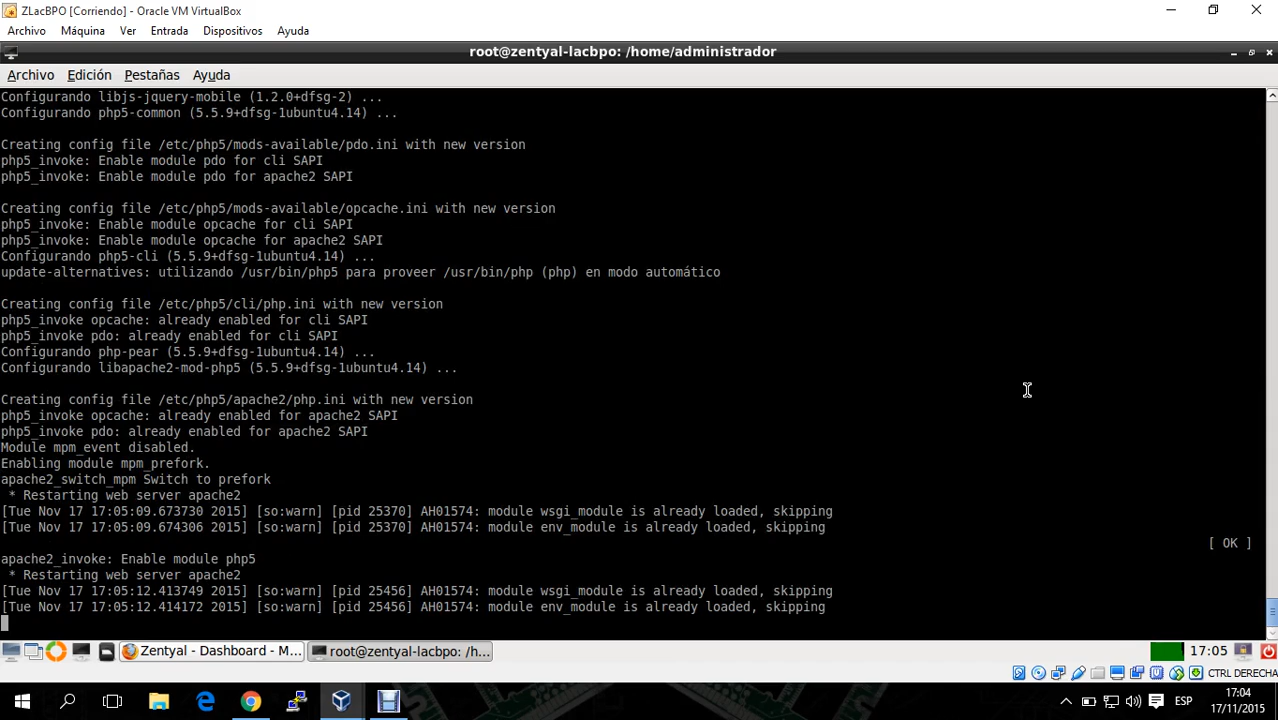 ZLacBPO [Corriendo] - Oracle VM VirtualBox
Archivo Máquina Ver Entrada Dispositivos Ayuda
root@zentyal-lacbpo: /home/administrador
Archivo Edición Pestañas Ayuda
Configurando libjs-jquery-mobile (1.2.0+dfsg-2) ...
Configurando php5-common (5.5.9+dfsg-1ubuntu4.14) ...
Creating config file /etc/php5/mods-available/pdo.ini with new version
php5_invoke: Enable module pdo for cli SAPI
php5_invoke: Enable module pdo for apache2 SAPI
Creating config file /etc/php5/mods-available/opcache.ini with new version
php5_invoke: Enable module opcache for cli SAPI
php5_invoke: Enable module opcache for apache2 SAPI
Configurando php5-cli (5.5.9+dfsg-1ubuntu4.14) ...
update-alternatives: utilizando /usr/bin/php5 para proveer /usr/bin/php (php) en modo automático
Creating config file /etc/php5/cli/php.ini with new version
php5_invoke opcache: already enabled for cli SAPI
php5_invoke pdo: already enabled for cli SAPI
Configurando php-pear (5.5.9+dfsg-1ubuntu4.14) ...
Configurando libapache2-mod-php5 (5.5.9+dfsg-1ubuntu4.14) ...
Creating config file /etc/php5/apache2/php.ini with new version
php5_invoke opcache: already enabled for apache2 SAPI
php5_invoke pdo: already enabled for apache2 SAPI
Module mpm_event disabled.
Enabling module mpm_prefork.
apache2_switch_mpm Switch to prefork
* Restarting web server apache2
[Tue Nov 17 17:05:09.673730 2015] [so:warn] [pid 25370] AH01574: module wsgi_module is already loaded, skipping
[Tue Nov 17 17:05:09.674306 2015] [so:warn] [pid 25370] AH01574: module env_module is already loaded, skipping
[ OK ]
apache2_invoke: Enable module php5
* Restarting web server apache2
[Tue Nov 17 17:05:12.413749 2015] [so:warn] [pid 25456] AH01574: module wsgi_module is already loaded, skipping
[Tue Nov 17 17:05:12.414172 2015] [so:warn] [pid 25456] AH01574: module env_module is already loaded, skipping
Zentyal - Dashboard - M... root@zentyal-lacbpo: /h... 17:05
CTRL DERECHA
ESP 17:04
17/11/2015